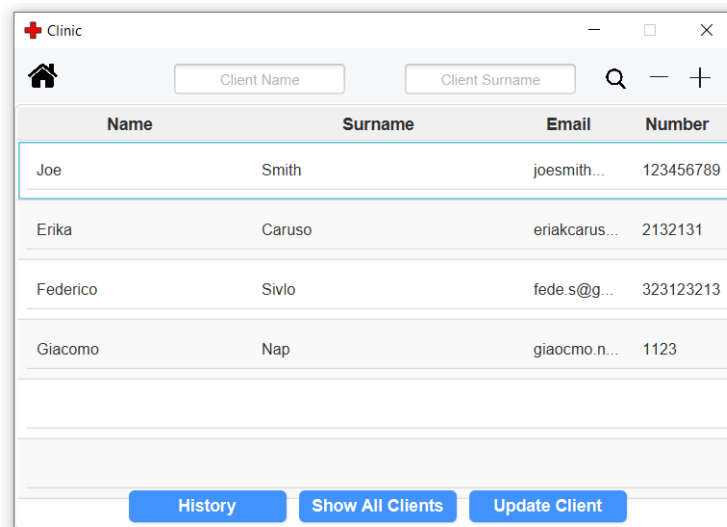 Clinic
Client Name Client Surname
Name Surname Email Number
Joe Smith joesmith... 123456789
Erika Caruso eriakcarus... 2132131
Federico Sivlo fede.s@g... 323123213
Giacomo Nap giaocmo.n... 1123
History Show All Clients Update Client